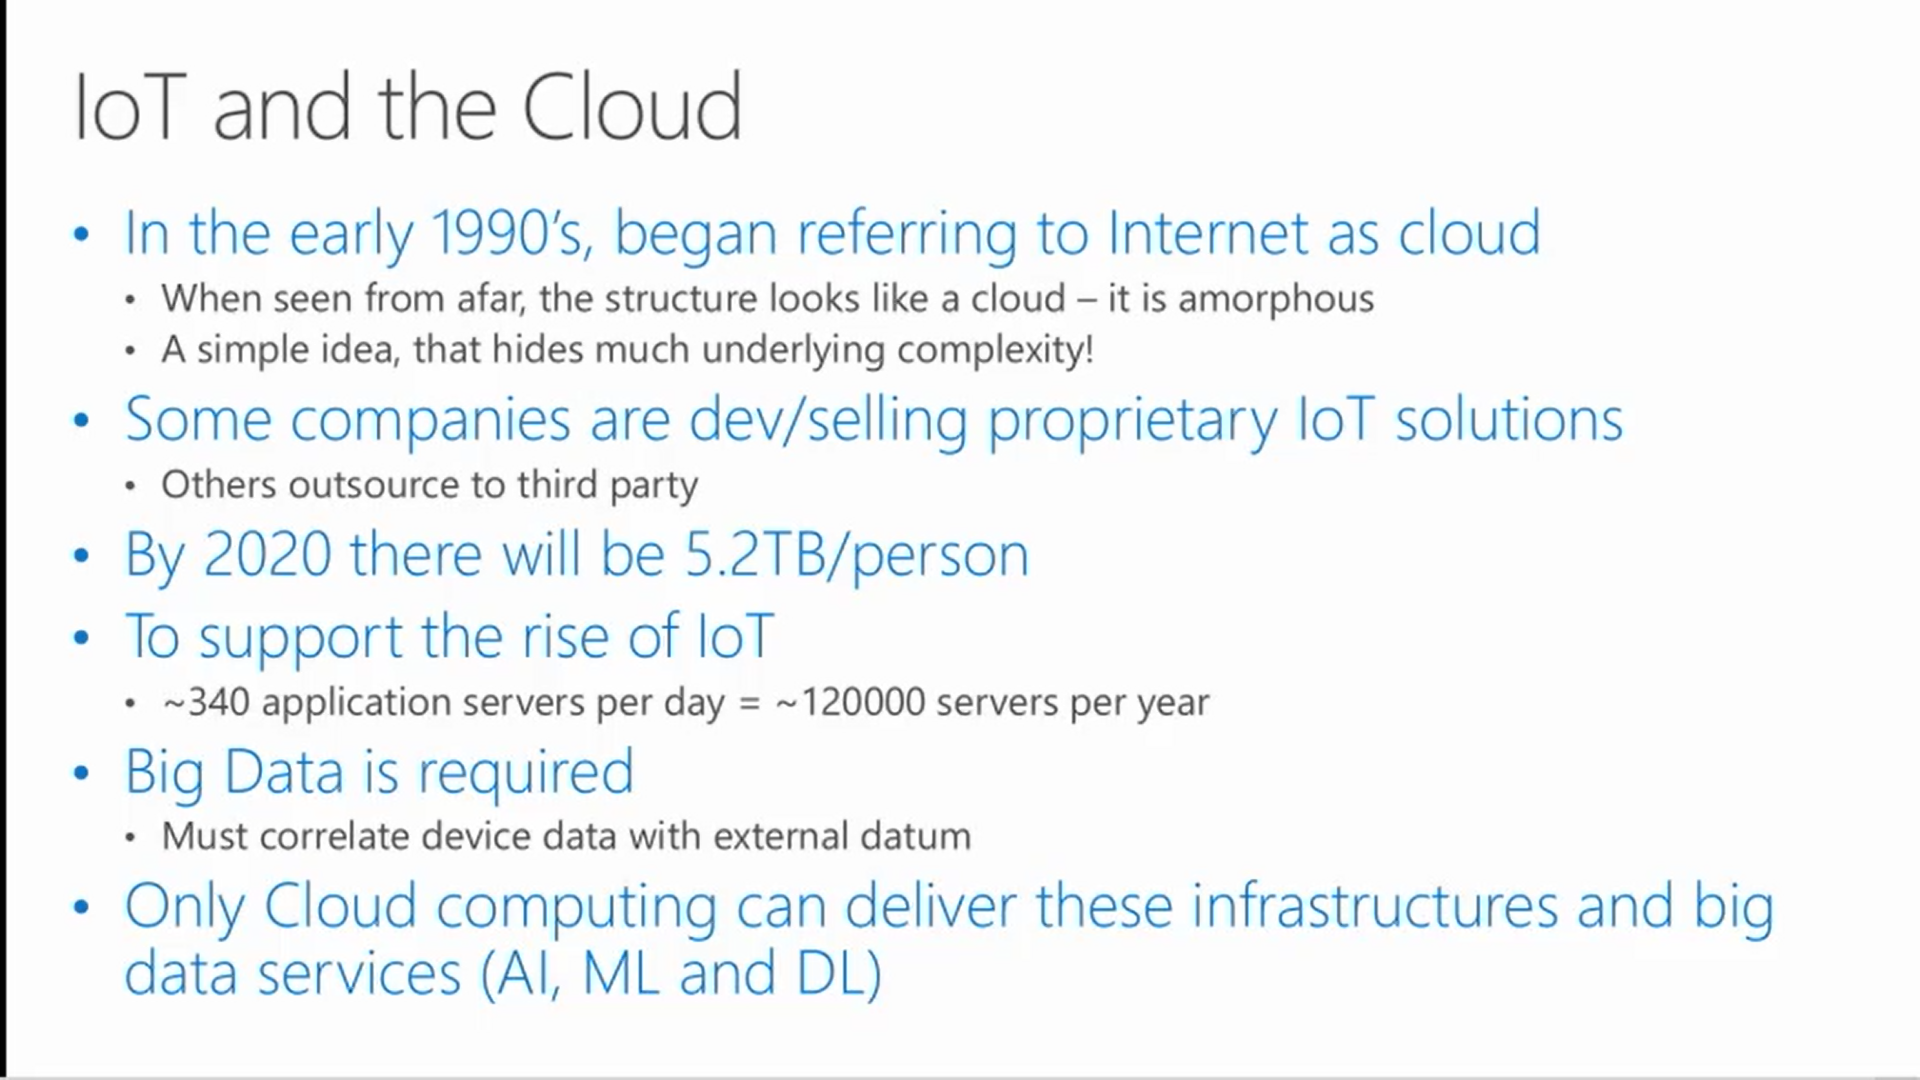 IoT and the Cloud
• In the early 1990's, began referring to Internet as cloud
• When seen from afar, the structure looks like a cloud – it is amorphous
• A simple idea, that hides much underlying complexity!
• Some companies are dev/selling proprietary IoT solutions
• Others outsource to third party
• By 2020 there will be 5.2TB/person
• To support the rise of IoT
• ~340 application servers per day = ~120000 servers per year
• Big Data is required
• Must correlate device data with external datum
• Only Cloud computing can deliver these infrastructures and big
data services (AI, ML and DL)